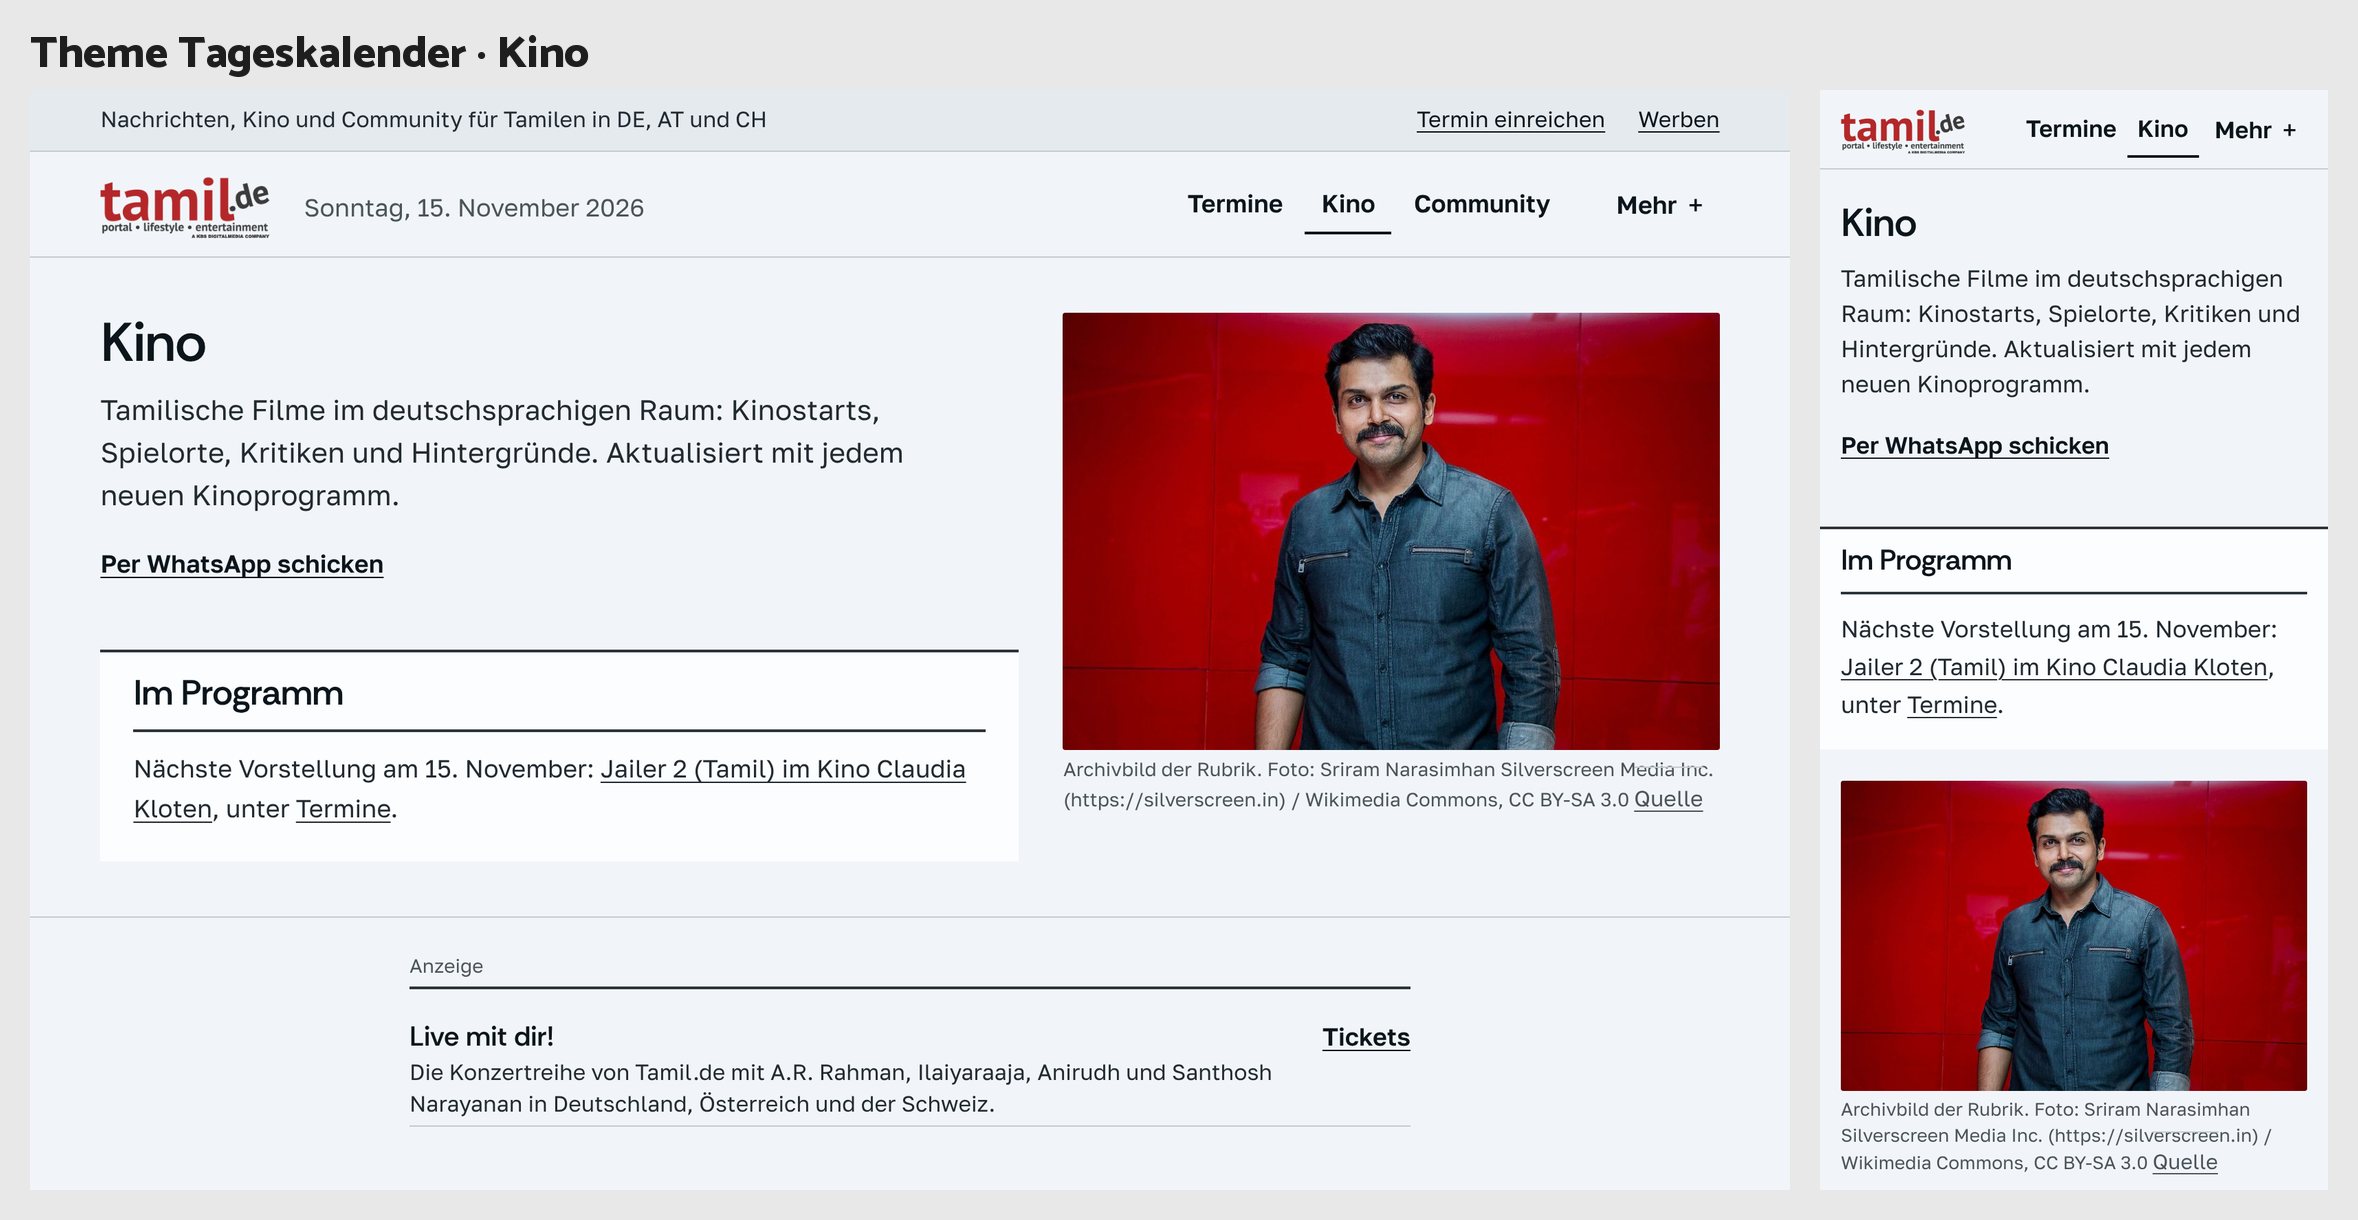 Theme Tageskalender · Kino
Nachrichten, Kino und Community für Tamilen in DE, AT und CH
Termin einreichen
Werben
tamil.de
portal • lifestyle • entertainment
A KBS DIGITALMEDIA COMPANY
Sonntag, 15. November 2026
Termine
Kino
Community
Mehr +
Kino
Tamilische Filme im deutschsprachigen Raum: Kinostarts,
Spielorte, Kritiken und Hintergründe. Aktualisiert mit jedem
neuen Kinoprogramm.
Per WhatsApp schicken
Im Programm
Nächste Vorstellung am 15. November: Jailer 2 (Tamil) im Kino Claudia
Kloten, unter Termine.
Archivbild der Rubrik. Foto: Sriram Narasimhan Silverscreen Media Inc.
(https://silverscreen.in) / Wikimedia Commons, CC BY-SA 3.0 Quelle
Anzeige
Live mit dir!
Tickets
Die Konzertreihe von Tamil.de mit A.R. Rahman, Ilaiyaraaja, Anirudh und Santhosh
Narayanan in Deutschland, Österreich und der Schweiz.
tamil.de
portal • lifestyle • entertainment
A KBS DIGITALMEDIA COMPANY
Termine
Kino
Mehr +
Kino
Tamilische Filme im deutschsprachigen
Raum: Kinostarts, Spielorte, Kritiken und
Hintergründe. Aktualisiert mit jedem
neuen Kinoprogramm.
Per WhatsApp schicken
Im Programm
Nächste Vorstellung am 15. November:
Jailer 2 (Tamil) im Kino Claudia Kloten,
unter Termine.
Archivbild der Rubrik. Foto: Sriram Narasimhan
Silverscreen Media Inc. (https://silverscreen.in) /
Wikimedia Commons, CC BY-SA 3.0 Quelle